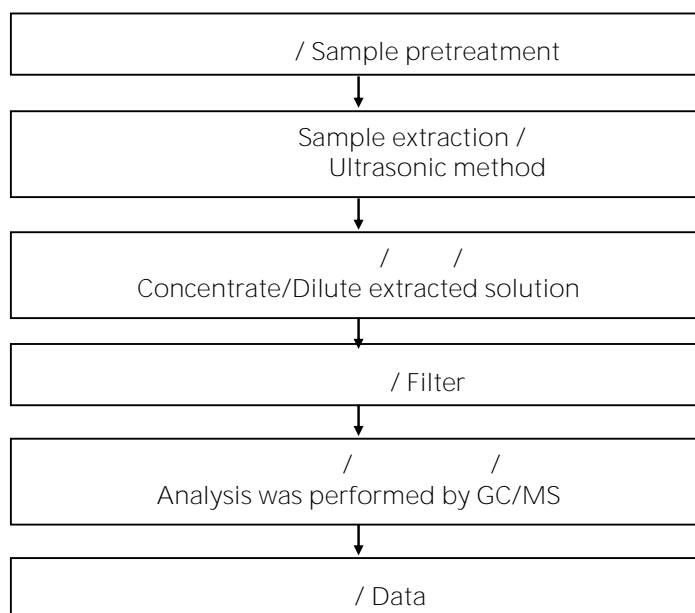 / Sample pretreatment
Sample extraction /
Ultrasonic method
/ /
Concentrate/Dilute extracted solution
/ Filter
/ /
Analysis was performed by GC/MS
/ Data